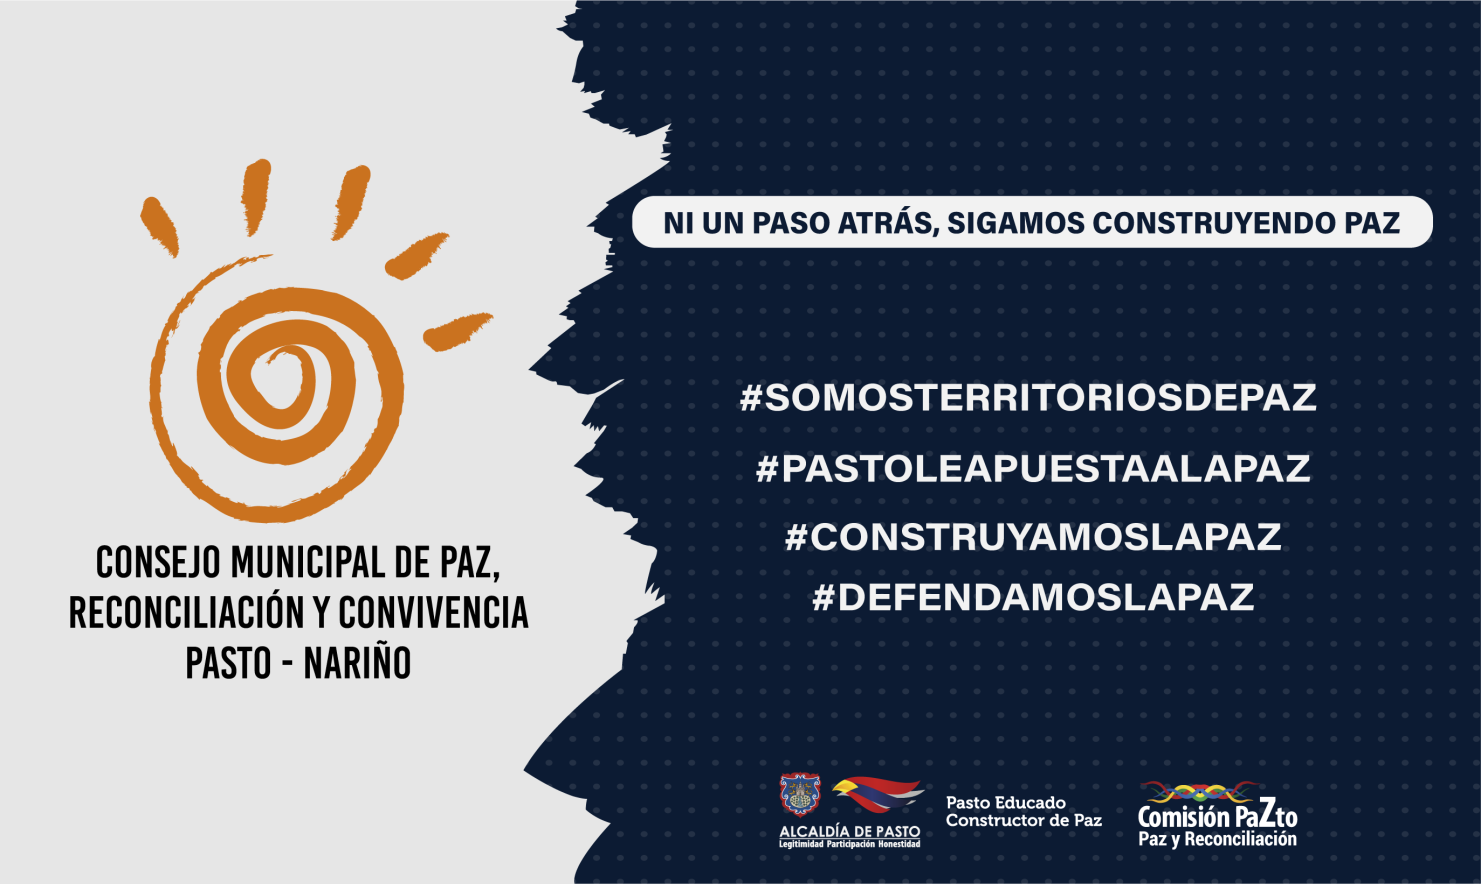 CONSEJO MUNICIPAL DE PAZ,
RECONCILIACIÓN Y CONVIVENCIA
PASTO - NARIÑO
NI UN PASO ATRÁS, SIGAMOS CONSTRUYENDO PAZ
#SOMOSTERRITORIOSDEPAZ
#PASTOLEAPUESTAALAPAZ
#CONSTRUYAMOSLAPAZ
#DEFENDAMOSLAPAZ
ALCALDÍA DE PASTO
Legitimidad Participación Honestidad
Pasto Educado
Constructor de Paz
Comisión PaZto
Paz y Reconciliación